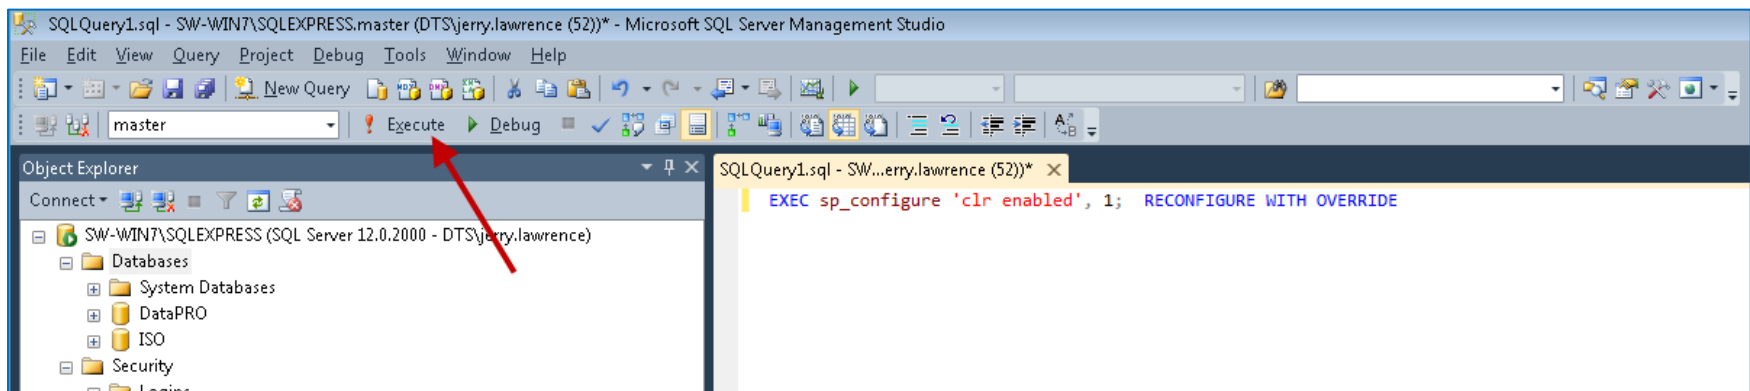 SQLQuery1.sql - SW-WIN7\SQLEXPRESS.master (DTS\jerry.lawrence (52))* - Microsoft SQL Server Management Studio
File Edit View Query Project Debug Tools Window Help
New Query
master Execute Debug
Object Explorer
Connect
SW-WIN7\SQLEXPRESS (SQL Server 12.0.2000 - DTS\jerry.lawrence)
Databases
System Databases
DataPRO
ISO
Security
Logins
SQLQuery1.sql - SW...erry.lawrence (52))*
EXEC sp_configure 'clr enabled', 1; RECONFIGURE WITH OVERRIDE